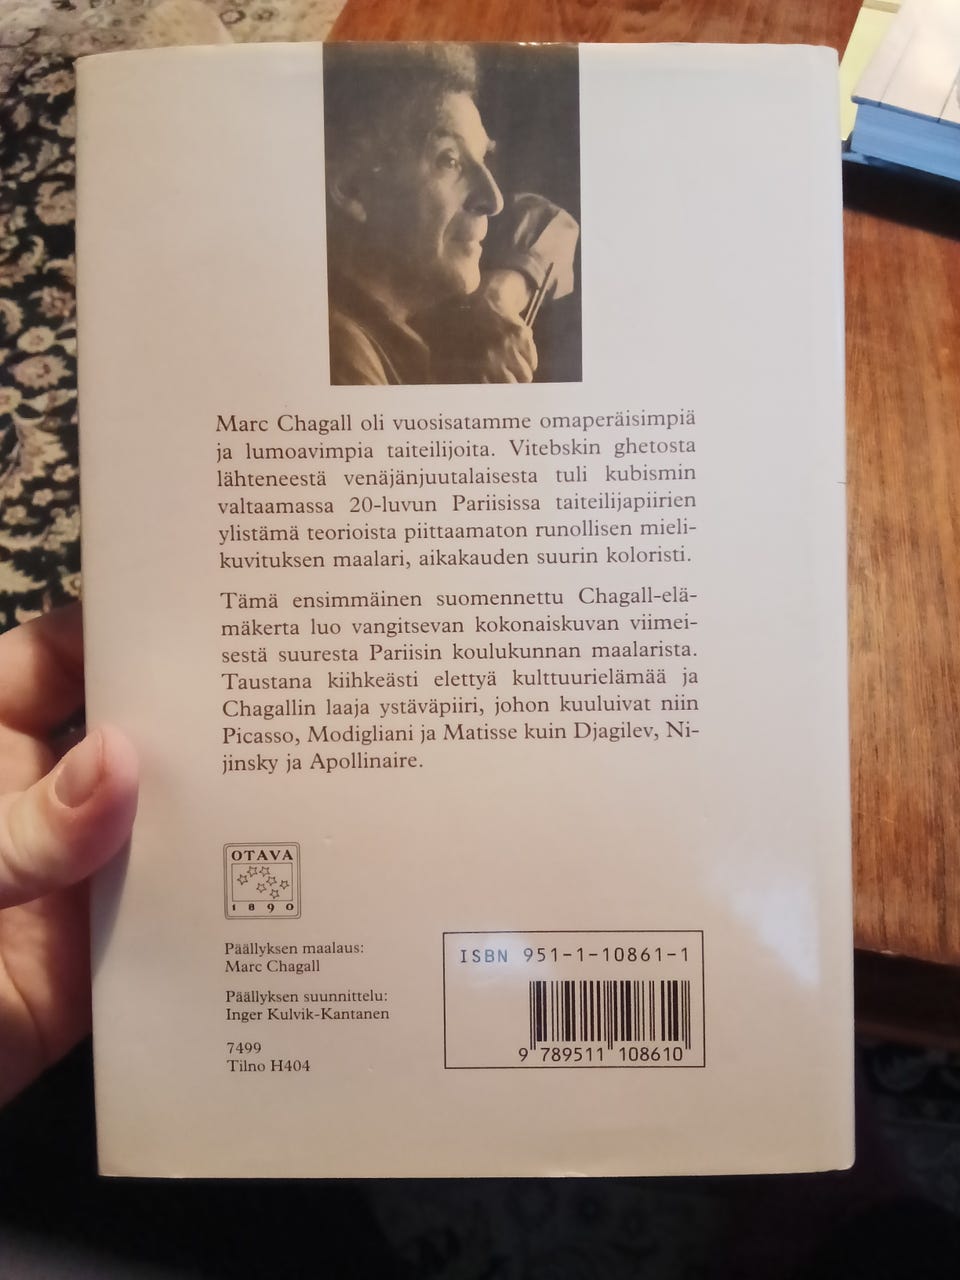 Marc Chagall oli vuosisatamme omaperäisimpiä
ja lumoavimpia taiteilijoita. Vitebskin ghetosta
lähteneestä venäjänjuutalaisesta tuli kubismin
valtaamassa 20-luvun Pariisissa taiteilijapiirien
ylistämä teorioista piittaamaton runollisen mieli-
kuvituksen maalari, aikakauden suurin koloristi.
Tämä ensimmäinen suomennettu Chagall-elä-
mäkerta luo vangitsevan kokonaiskuvan viimei-
sestä suuresta Pariisin koulukunnan maalarista.
Taustana kiihkeästi elettyä kulttuurielämää ja
Chagallin laaja ystäväpiiri, johon kuuluivat niin
Picasso, Modigliani ja Matisse kuin Djagilev, Ni-
jinsky ja Apollinaire.
OTAVA
1890
Päällyksen maalaus:
Marc Chagall
Päällyksen suunnittelu:
Inger Kulvik-Kantanen
7499
Tilno H404
ISBN 951-1-10861-1
9 789511 108610